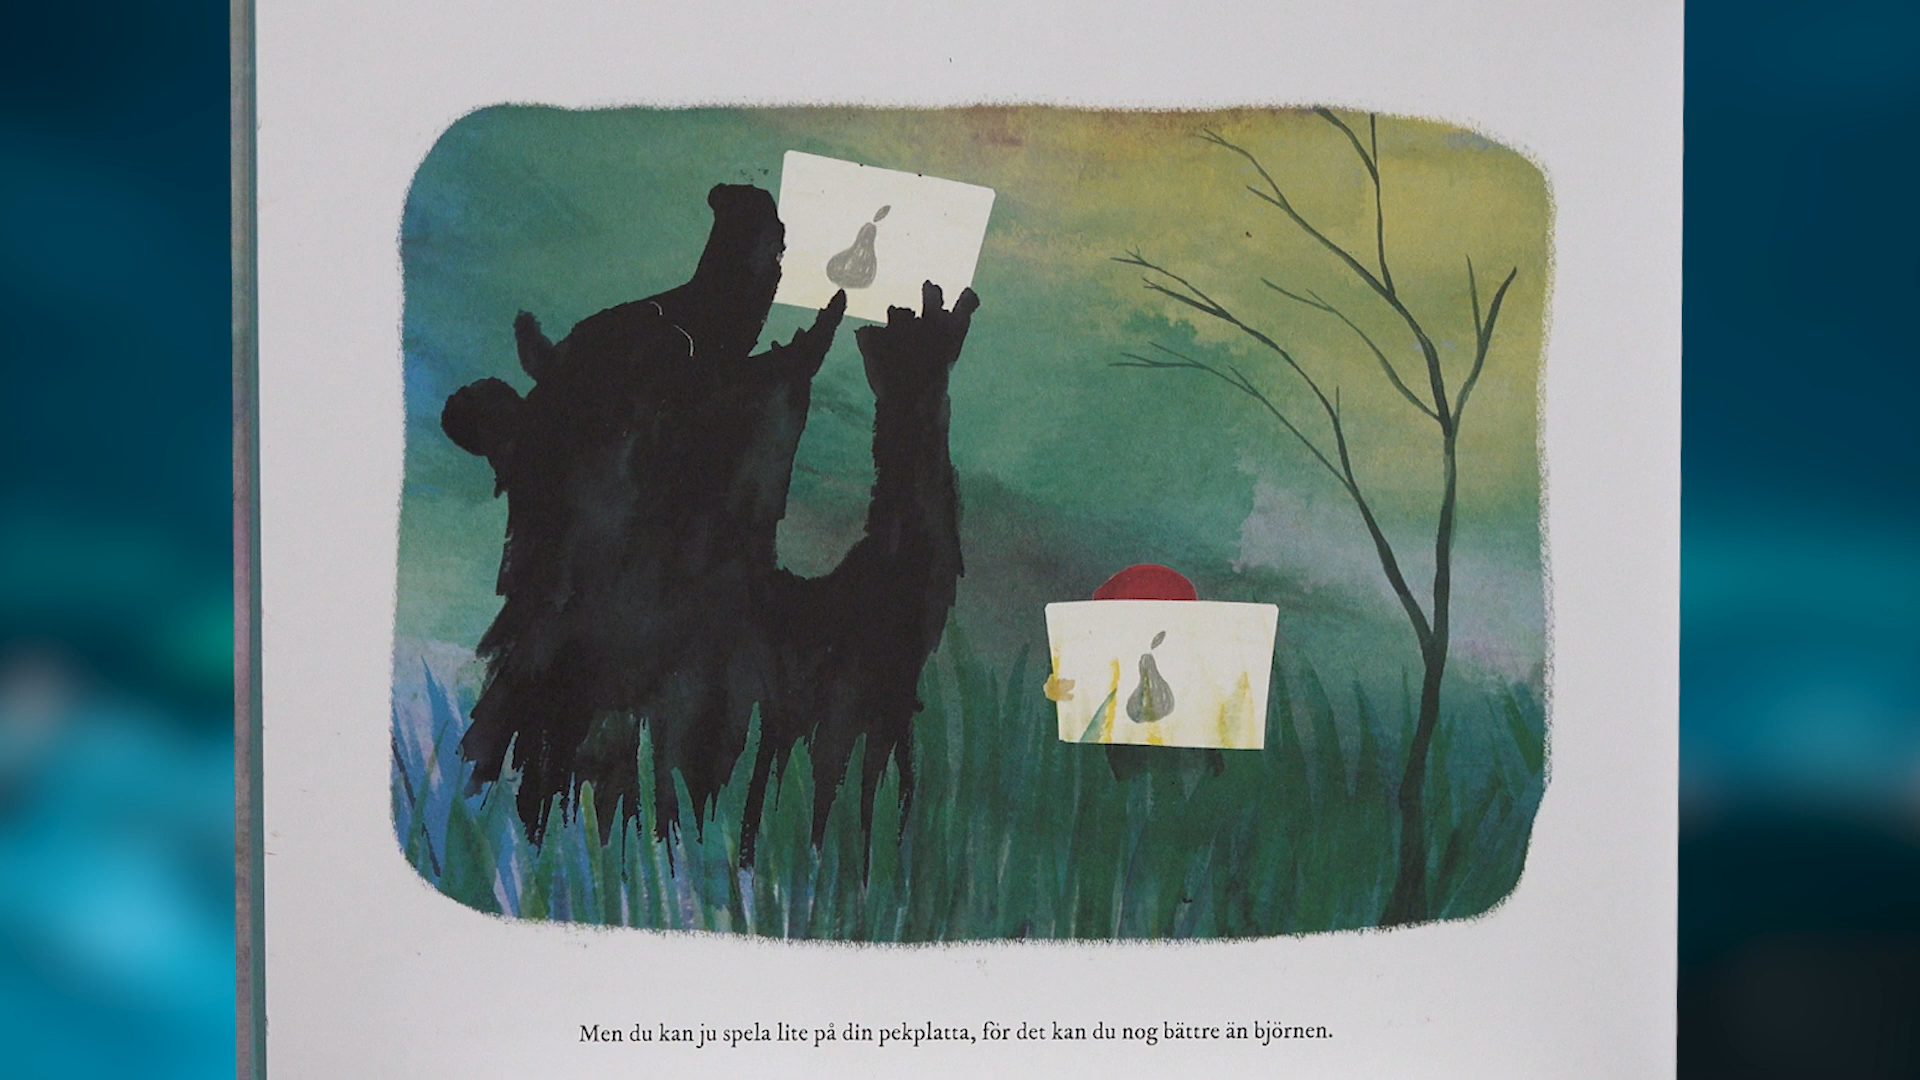 Men du kan ju spela lite på din pekplatta, för det kan du nog bättre än björnen.